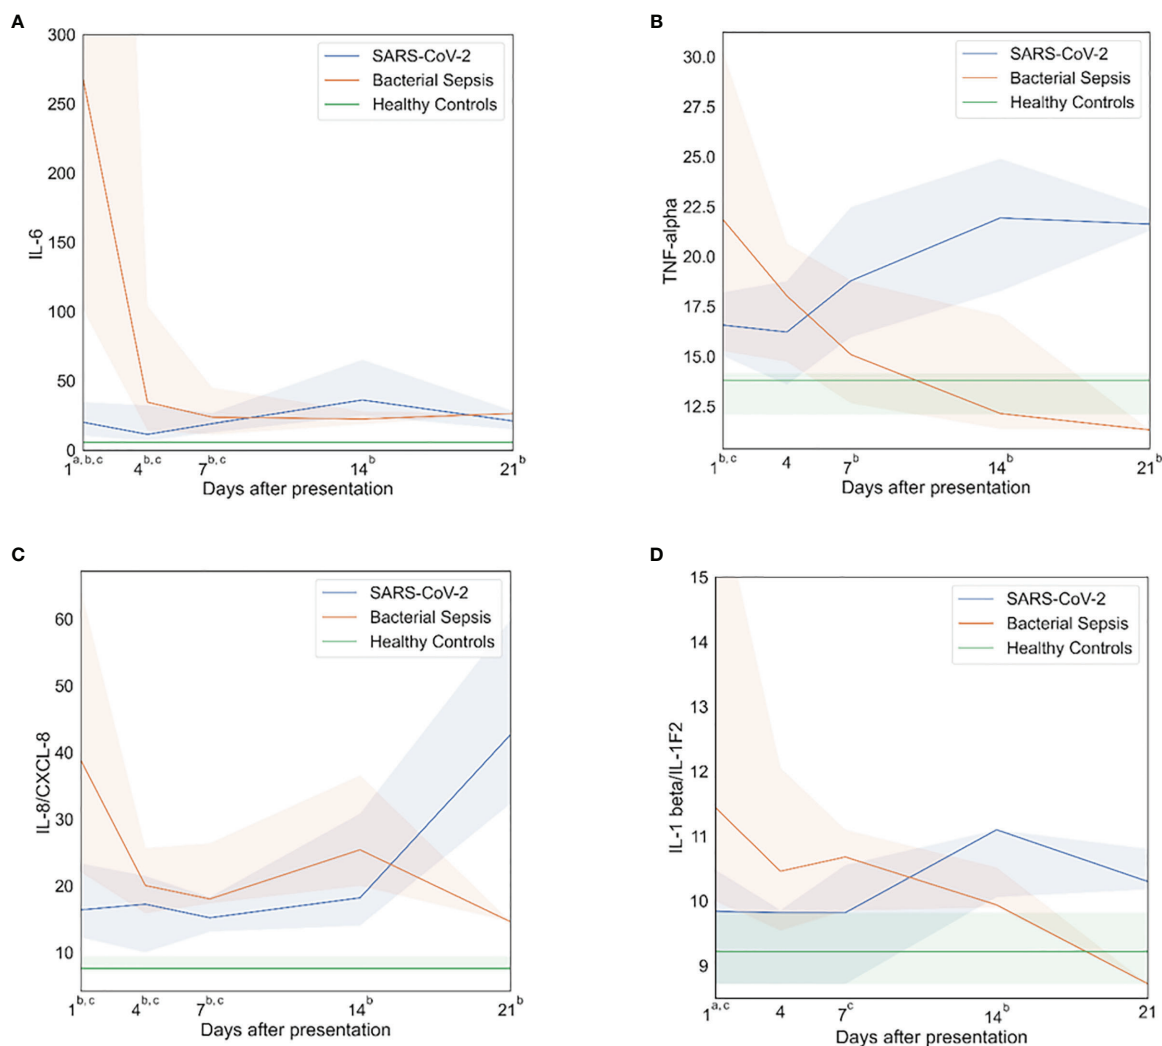 A
IL-6
300
250
200
150
100
50
0
SARS-CoV-2
Bacterial Sepsis
Healthy Controls
1a,b,c 4b,c 7b,c 14b 21b
Days after presentation
B
TNF-alpha
30.0
27.5
25.0
22.5
20.0
17.5
15.0
12.5
SARS-CoV-2
Bacterial Sepsis
Healthy Controls
1b,c 4 7b 14b 21b
Days after presentation
C
IL-8/CXCL-8
60
50
40
30
20
10
SARS-CoV-2
Bacterial Sepsis
Healthy Controls
1b,c 4b,c 7b,c 14b 21b
Days after presentation
D
IL-1 beta/IL-1F2
15
14
13
12
11
10
9
SARS-CoV-2
Bacterial Sepsis
Healthy Controls
1a,c 4 7c 14b 21
Days after presentation